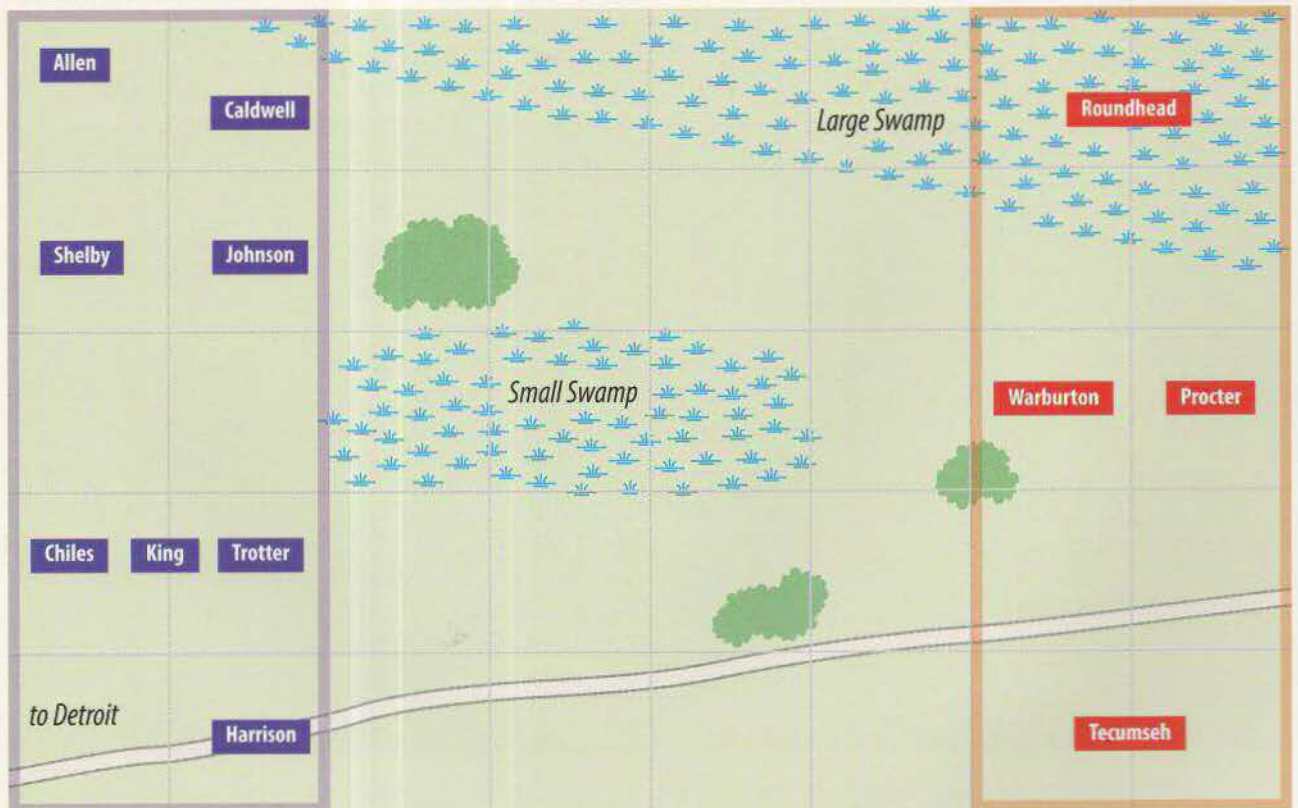 Allen
Caldwell
Large Swamp
Roundhead
Shelby
Johnson
Small Swamp
Warburton
Procter
Chiles
King
Trotter
to Detroit
Harrison
Tecumseh